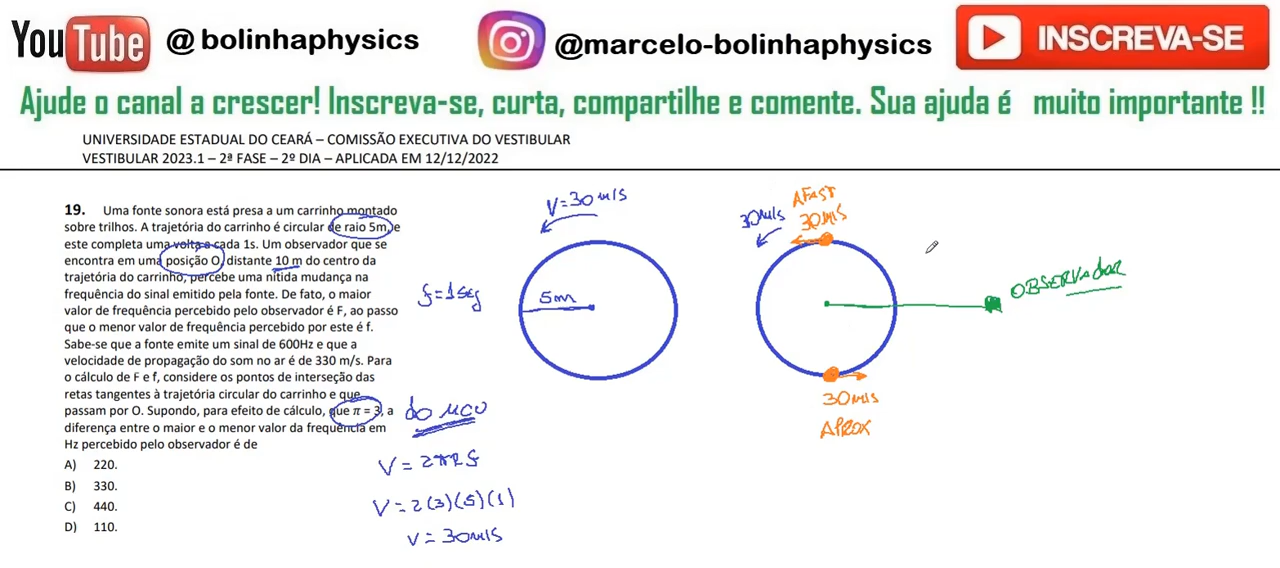 YouTube @bolinhaphysics @marcelo-bolinhaphysics INSCREVA-SE
Ajude o canal a crescer! Inscreva-se, curta, compartilhe e comente. Sua ajuda é muito importante !!
UNIVERSIDADE ESTADUAL DO CEARÁ – COMISSÃO EXECUTIVA DO VESTIBULAR
VESTIBULAR 2023.1 – 2ª FASE – 2º DIA – APLICADA EM 12/12/2022
19. Uma fonte sonora está presa a um carrinho montado
sobre trilhos. A trajetória do carrinho é circular de raio 5m, e
este completa uma volta a cada 1s. Um observador que se
encontra em uma posição O, distante 10 m do centro da
trajetória do carrinho, percebe uma nítida mudança na
frequência do sinal emitido pela fonte. De fato, o maior
valor de frequência percebido pelo observador é F, ao passo
que o menor valor de frequência percebido por este é f.
Sabe-se que a fonte emite um sinal de 600Hz e que a
velocidade de propagação do som no ar é de 330 m/s. Para
o cálculo de F e f, considere os pontos de interseção das
retas tangentes à trajetória circular do carrinho e que
passam por O. Supondo, para efeito de cálculo, que π = 3, a
diferença entre o maior e o menor valor da frequência em
Hz percebido pelo observador é de
A) 220.
B) 330.
C) 440.
D) 110.
V=30m/s
f=1seg
5m
do MCU
V = 2πRf
V = 2(3)(5)(1)
V = 30m/s
AFAST
30m/s
30m/s
OBSERVADOR
30m/s
APROX